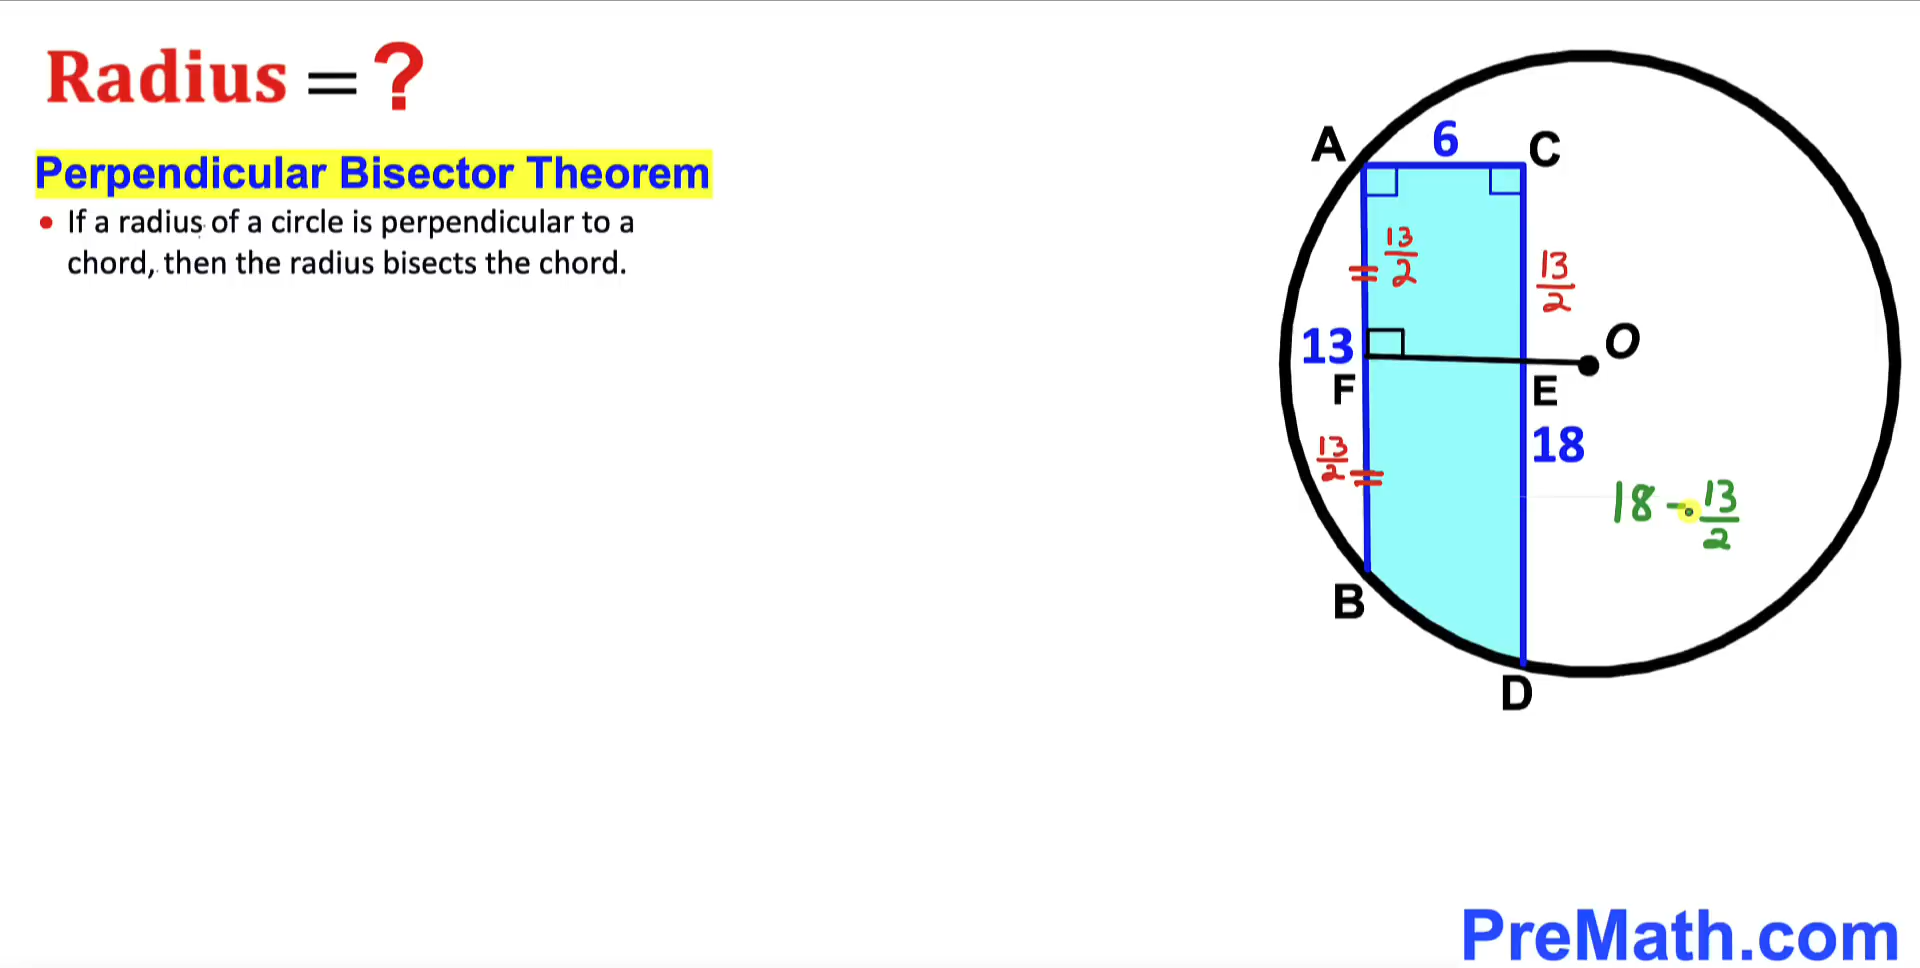 Radius = ?
Perpendicular Bisector Theorem
• If a radius of a circle is perpendicular to a
chord, then the radius bisects the chord.
A 6 C
= 13/2
13/2
13
O
F
E
13/2 =
18
18 - 13/2
B
D
PreMath.com